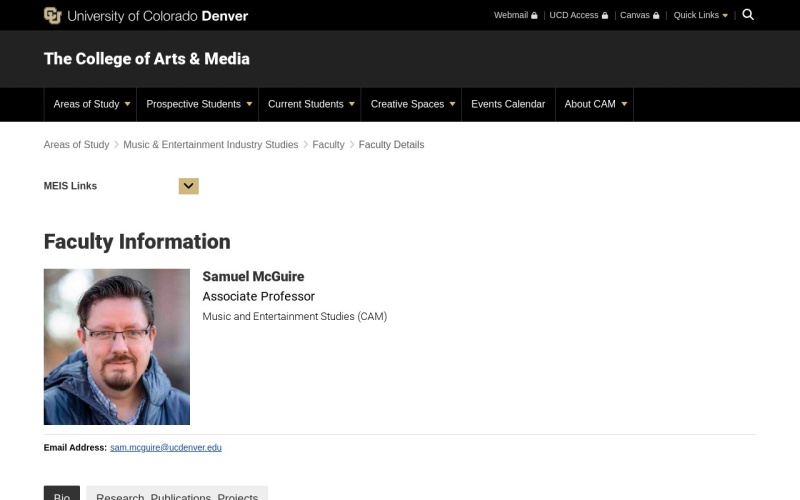 University of Colorado Denver
Webmail UCD Access Canvas Quick Links
The College of Arts & Media
Areas of Study Prospective Students Current Students Creative Spaces Events Calendar About CAM
Areas of Study Music & Entertainment Industry Studies Faculty Faculty Details
MEIS Links
Faculty Information
Samuel McGuire
Associate Professor
Music and Entertainment Studies (CAM)
Email Address: sam.mcguire@ucdenver.edu
Bio Research, Publications, Projects